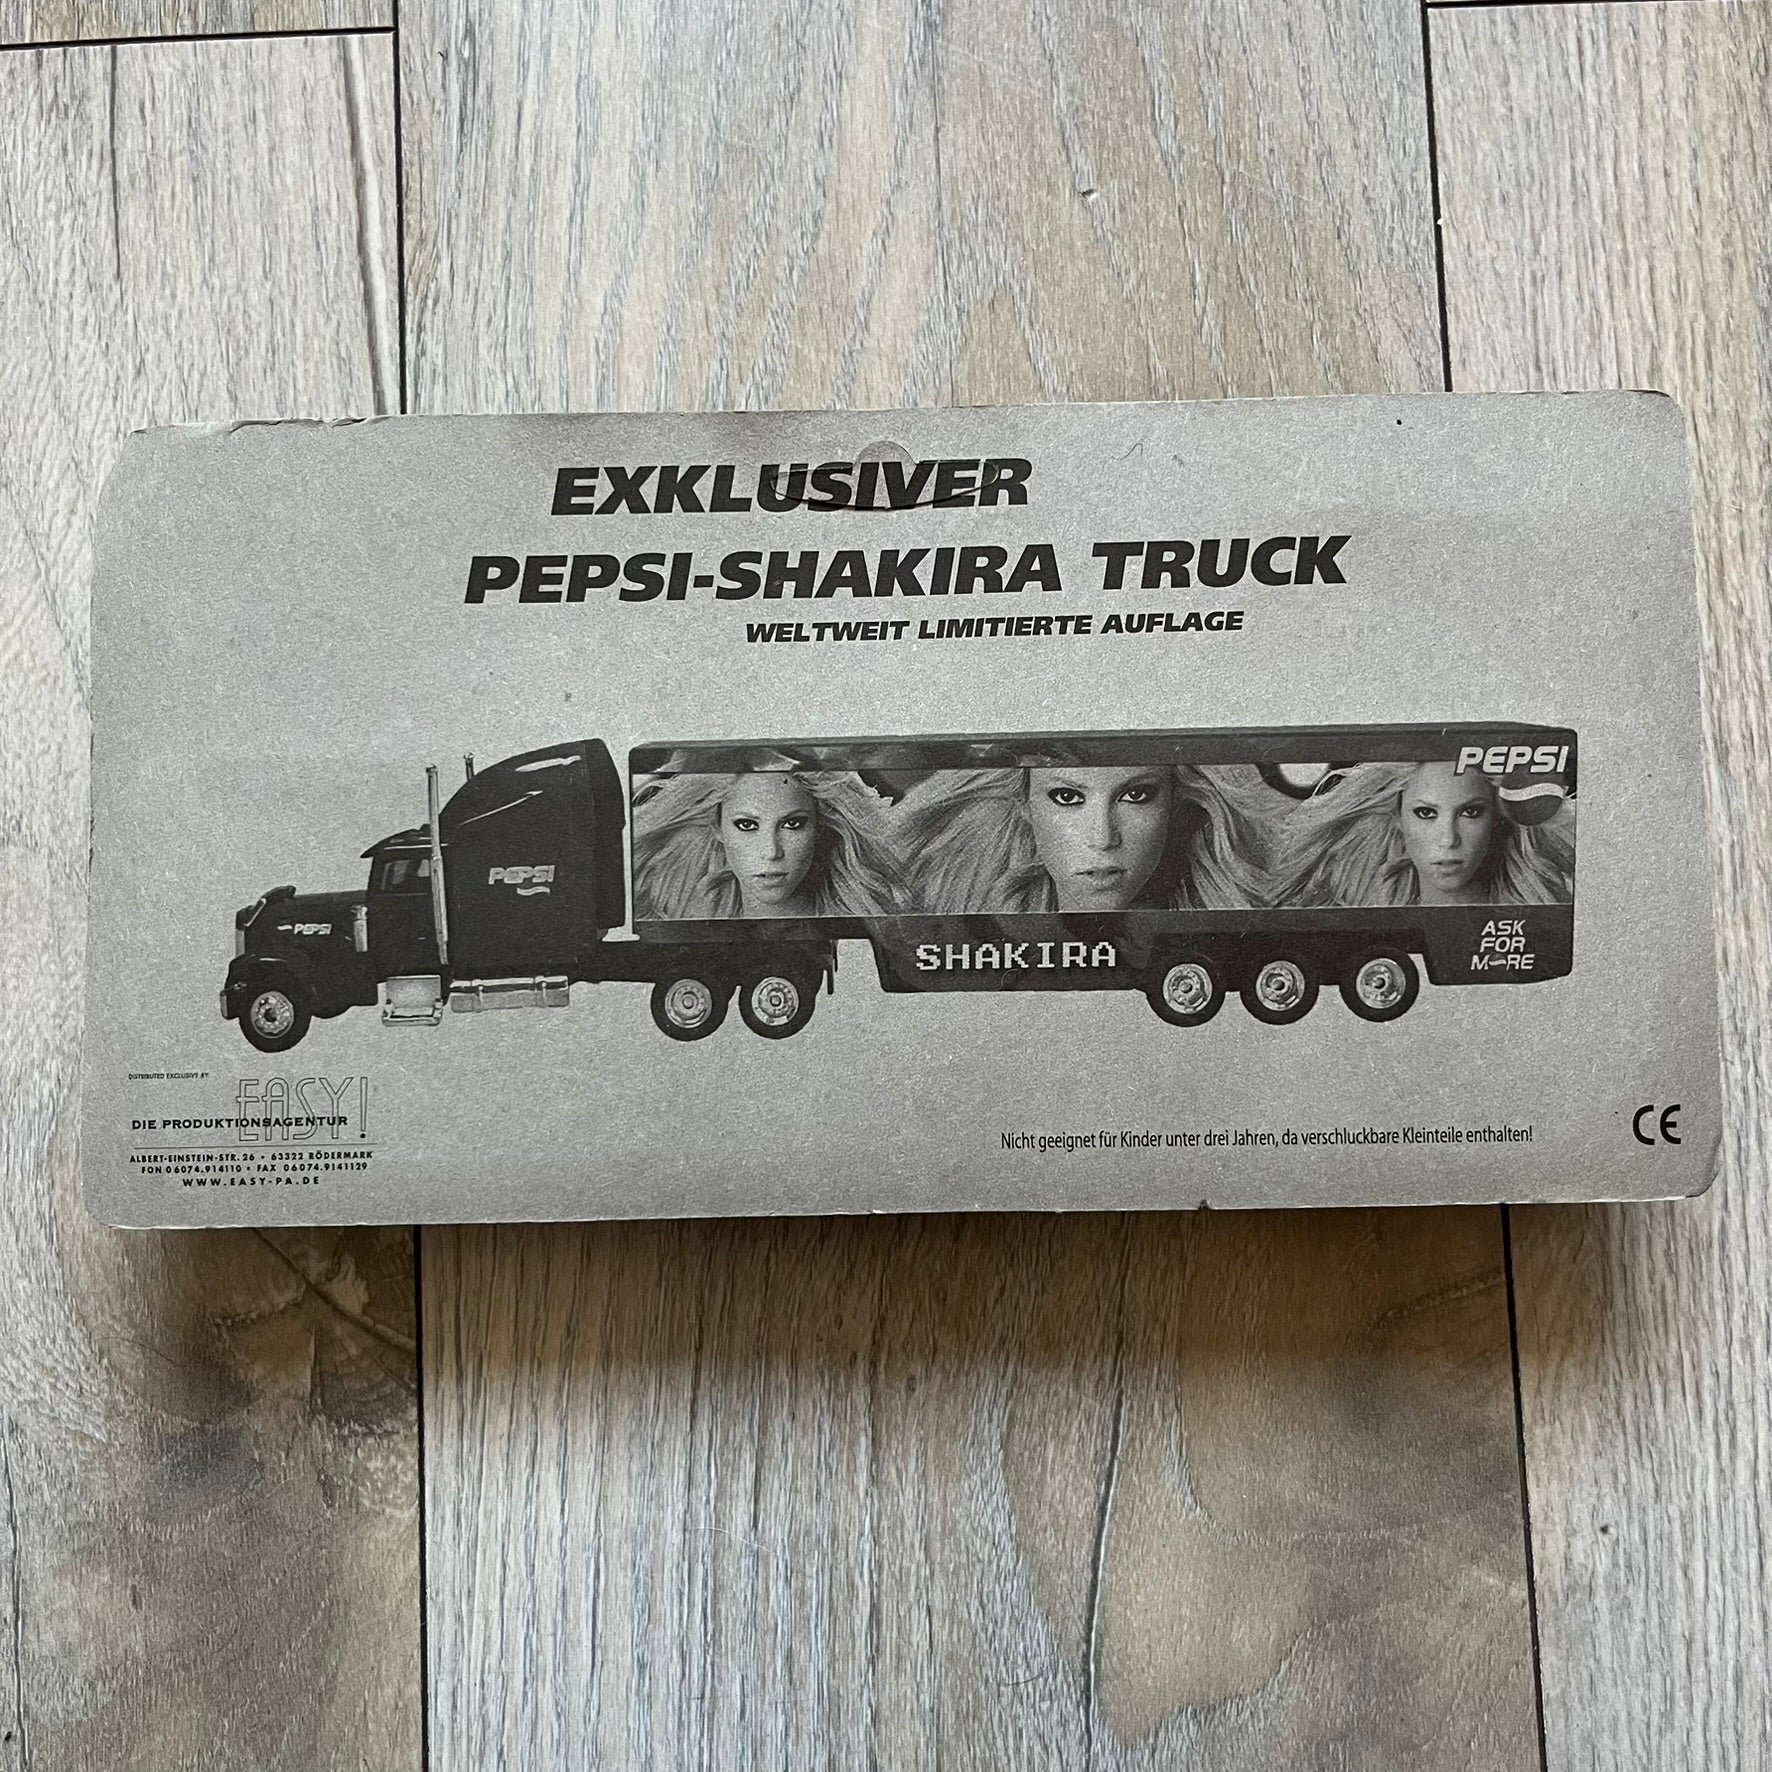 EXKLUSIVER
PEPSI-SHAKIRA TRUCK
WELTWEIT LIMITIERTE AUFLAGE
PEPSI
PEPSI
PEPSI
SHAKIRA
ASK
FOR
MORE
DISTRIBUTED EXCLUSIVE BY
EASY!
DIE PRODUKTIONSAGENTUR
ALBERT-EINSTEIN-STR. 26 • 63322 RÖDERMARK
FON 06074.914110 • FAX 06074.9141129
WWW.EASY-PA.DE
Nicht geeignet für Kinder unter drei Jahren, da verschluckbare Kleinteile enthalten!
CE